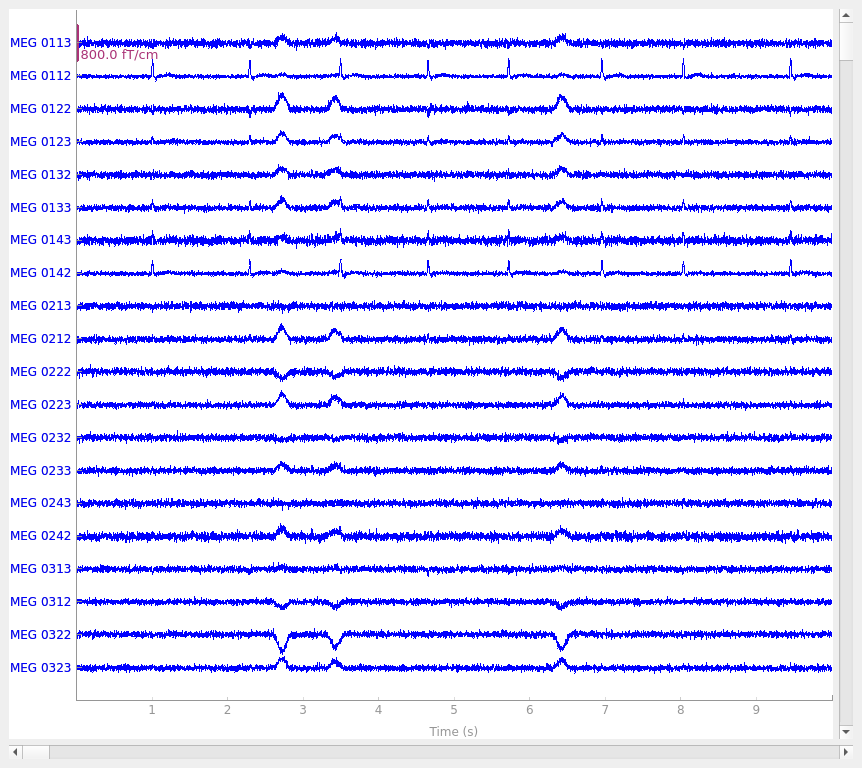 MEG 0113
800.0 fT/cm
MEG 0112
MEG 0122
MEG 0123
MEG 0132
MEG 0133
MEG 0143
MEG 0142
MEG 0213
MEG 0212
MEG 0222
MEG 0223
MEG 0232
MEG 0233
MEG 0243
MEG 0242
MEG 0313
MEG 0312
MEG 0322
MEG 0323
1 2 3 4 5 6 7 8 9
Time (s)